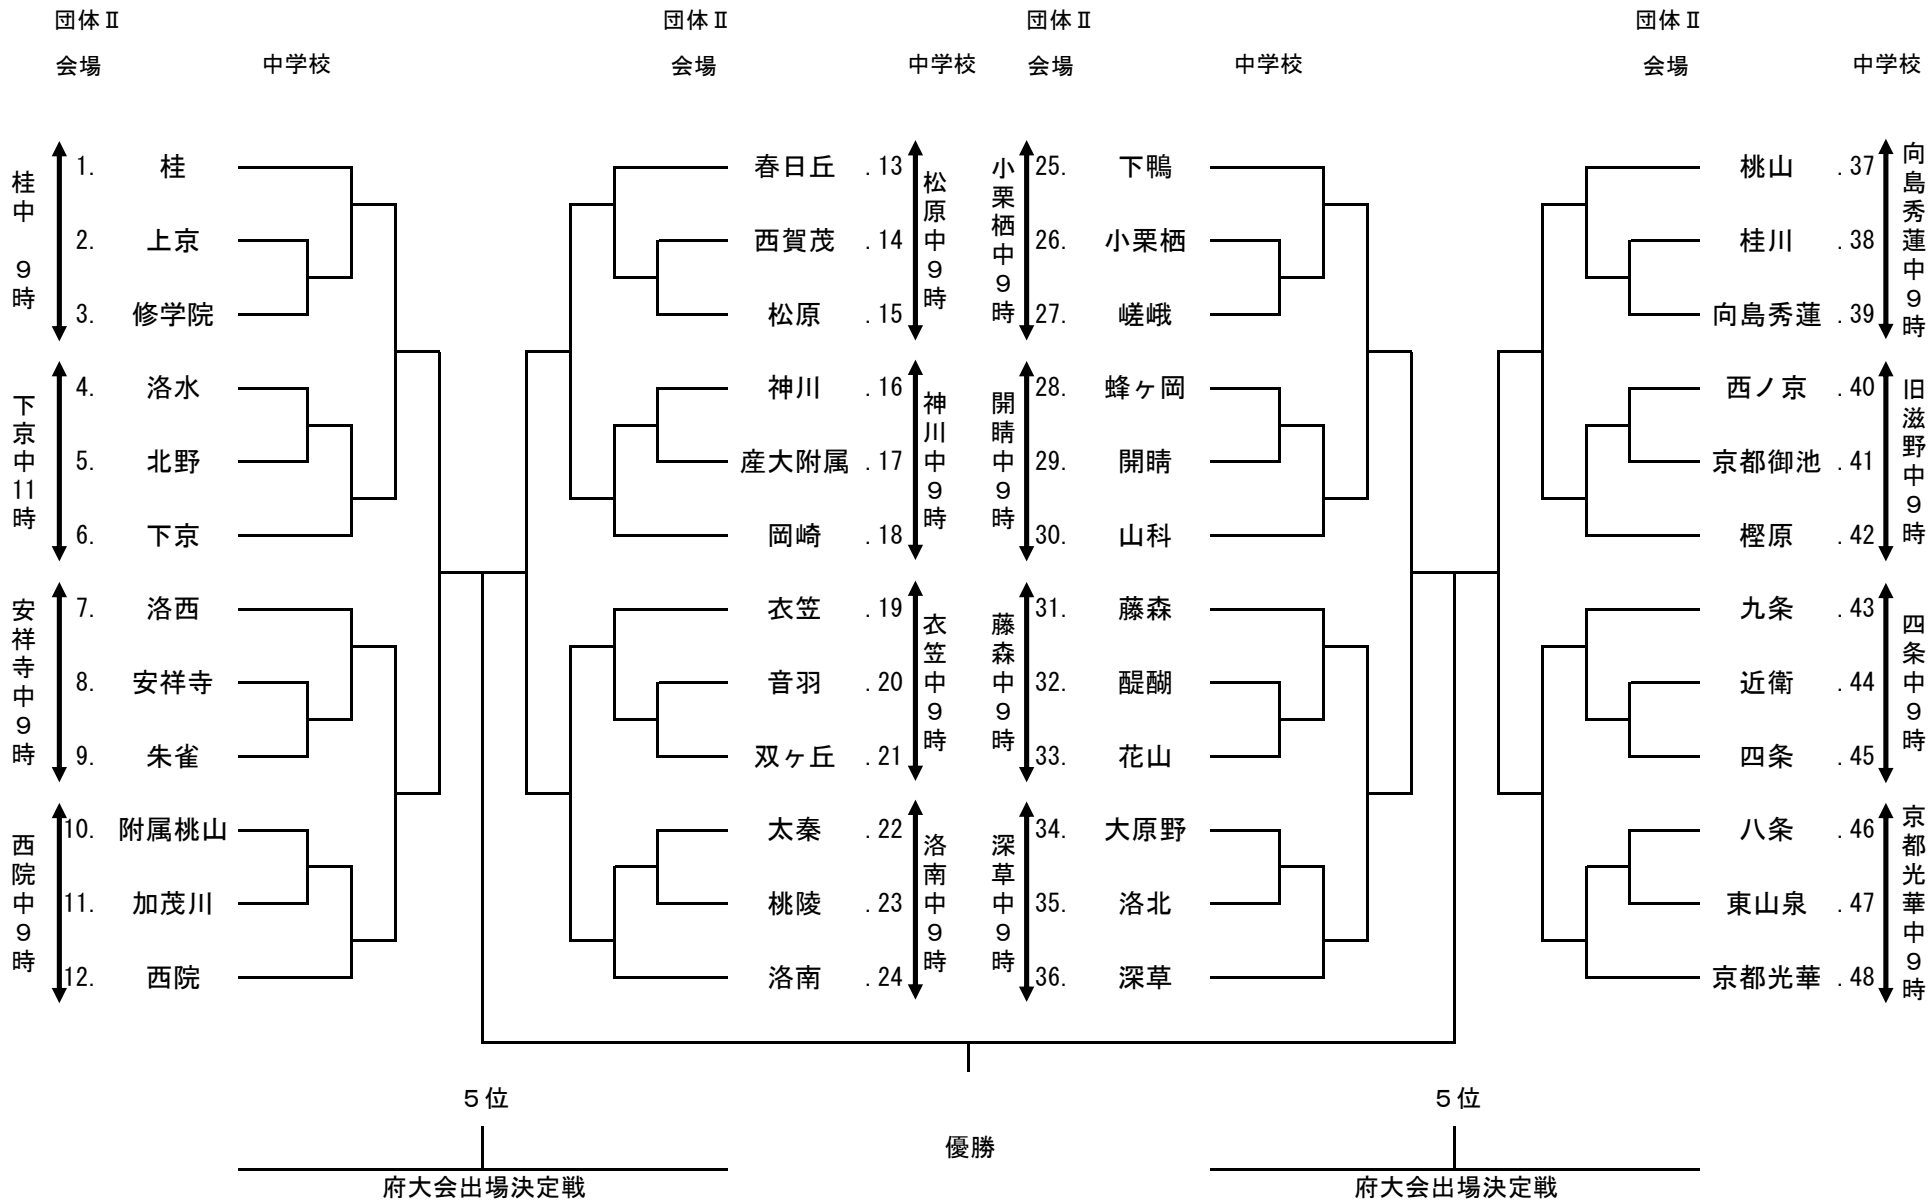 団体Ⅱ 団体Ⅱ 団体Ⅱ 団体Ⅱ
会場 中学校 会場 中学校 会場 中学校 会場 中学校
桂中 9時
1. 桂
2. 上京
3. 修学院
下京中11時
4. 洛水
5. 北野
6. 下京
安祥寺中9時
7. 洛西
8. 安祥寺
9. 朱雀
西院中9時
10. 附属桃山
11. 加茂川
12. 西院
春日丘 .13
西賀茂 .14
松原 .15
松原中9時
神川 .16
産大附属 .17
岡崎 .18
神川中9時
衣笠 .19
音羽 .20
双ヶ丘 .21
衣笠中9時
太秦 .22
桃陵 .23
洛南 .24
洛南中9時
小栗栖中9時
25. 下鴨
26. 小栗栖
27. 嵯峨
開睛中9時
28. 蜂ヶ岡
29. 開睛
30. 山科
藤森中9時
31. 藤森
32. 醍醐
33. 花山
深草中9時
34. 大原野
35. 洛北
36. 深草
桃山 .37
桂川 .38
向島秀蓮 .39
向島秀蓮中9時
西ノ京 .40
京都御池 .41
樫原 .42
旧滋野中9時
九条 .43
近衛 .44
四条 .45
四条中9時
八条 .46
東山泉 .47
京都光華 .48
京都光華中9時
5位 5位
優勝
府大会出場決定戦 府大会出場決定戦